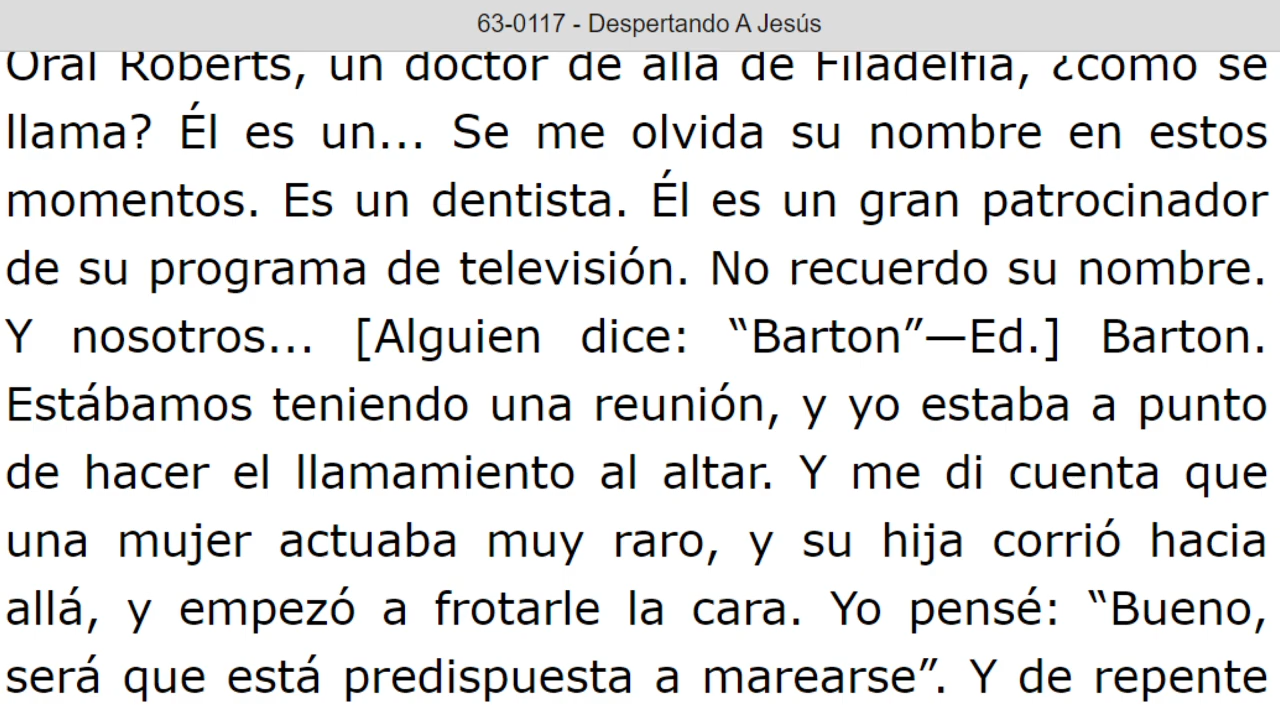 63-0117 - Despertando A Jesús
Oral Roberts, un doctor de allá de Filadelfia, ¿cómo se
llama? Él es un... Se me olvida su nombre en estos
momentos. Es un dentista. Él es un gran patrocinador
de su programa de televisión. No recuerdo su nombre.
Y nosotros... [Alguien dice: “Barton”—Ed.] Barton.
Estábamos teniendo una reunión, y yo estaba a punto
de hacer el llamamiento al altar. Y me di cuenta que
una mujer actuaba muy raro, y su hija corrió hacia
allá, y empezó a frotarle la cara. Yo pensé: “Bueno,
será que está predispuesta a marearse”. Y de repente